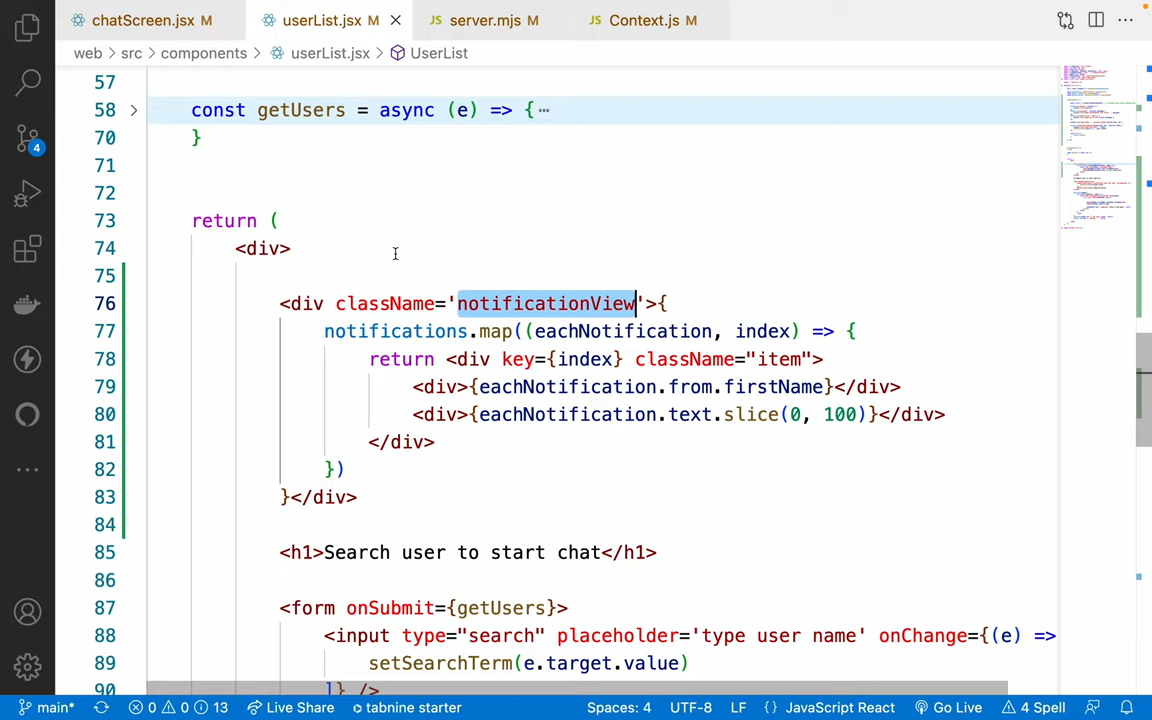 chatScreen.jsx M
userList.jsx M
JS server.mjs M
JS Context.js M
web > src > components > userList.jsx > UserList
57
58 const getUsers = async (e) => {
70 }
71
72
73 return (
74 <div>
75
76 <div className='notificationView'>{
77 notifications.map((eachNotification, index) => {
78 return <div key={index} className="item">
79 <div>{eachNotification.from.firstName}</div>
80 <div>{eachNotification.text.slice(0, 100)}</div>
81 </div>
82 })
83 }</div>
84
85 <h1>Search user to start chat</h1>
86
87 <form onSubmit={getUsers}>
88 <input type="search" placeholder='type user name' onChange={(e) =>
89 setSearchTerm(e.target.value)
90 }} />
4
main* 0 0 13 Live Share tabnine starter Spaces: 4 UTF-8 LF {} JavaScript React Go Live 4 Spell